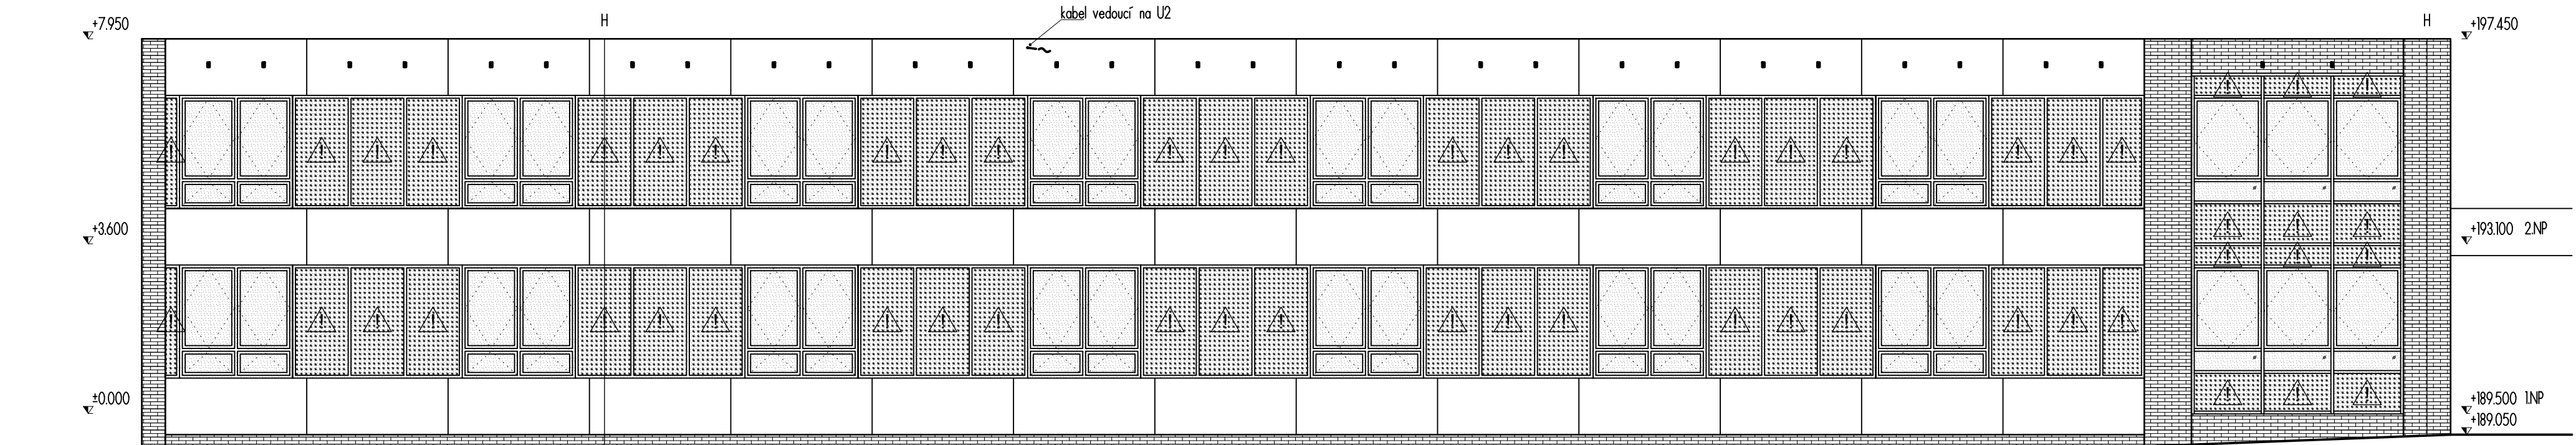 +7.950
H
kabel vedoucí na U2
H
+197.450
+3.600
+193.100 2.NP
±0.000
+189.500 1.NP
+189.050